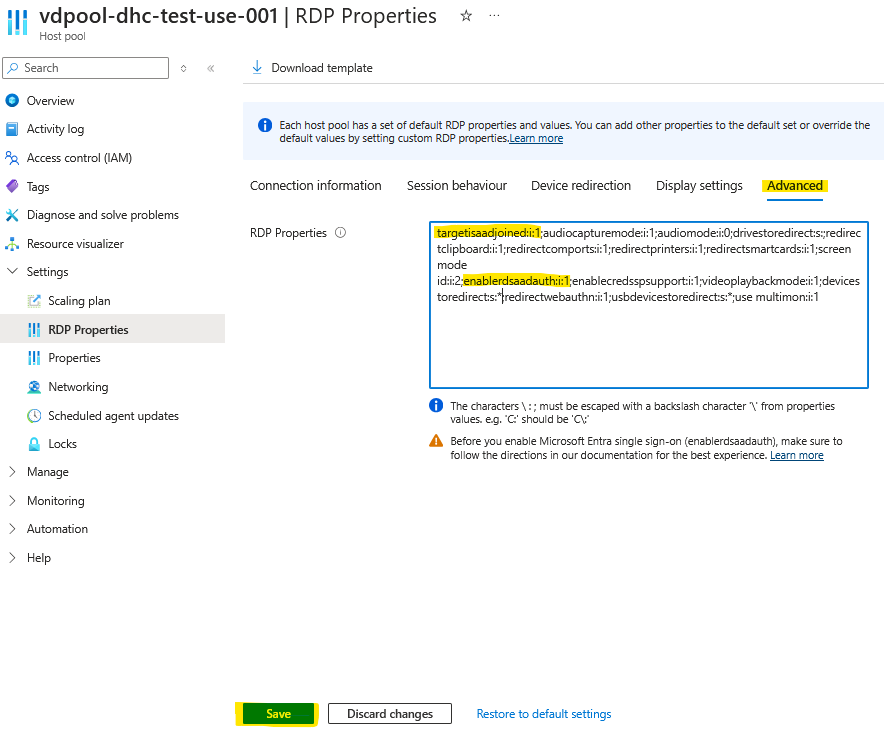 vdpool-dhc-test-use-001 | RDP Properties ☆ ...
Host pool
Search
«
Download template
Overview
Activity log
Access control (IAM)
Tags
Diagnose and solve problems
Resource visualizer
Settings
Scaling plan
RDP Properties
Properties
Networking
Scheduled agent updates
Locks
Manage
Monitoring
Automation
Help
Each host pool has a set of default RDP properties and values. You can add other properties to the default set or override the
default values by setting custom RDP properties.Learn more
Connection information Session behaviour Device redirection Display settings Advanced
RDP Properties
targetisaadjoined:i:1;audiocapturemode:i:1;audiomode:i:0;drivestoredirect:s:;redire
ctclipboard:i:1;redirectcomports:i:1;redirectprinters:i:1;redirectsmartcards:i:1;screen
mode
id:i:2;enablerdsaadauth:i:1;enablecredsspsupport:i:1;videoplaybackmode:i:1;devices
toredirect:s:*;redirectwebauthn:i:1;usbdevicestoredirect:s:*;use multimon:i:1
The characters \ : ; must be escaped with a backslash character '\' from properties
values. e.g. 'C:' should be 'C\:'
Before you enable Microsoft Entra single sign-on (enablerdsaadauth), make sure to
follow the directions in our documentation for the best experience. Learn more
Save Discard changes Restore to default settings